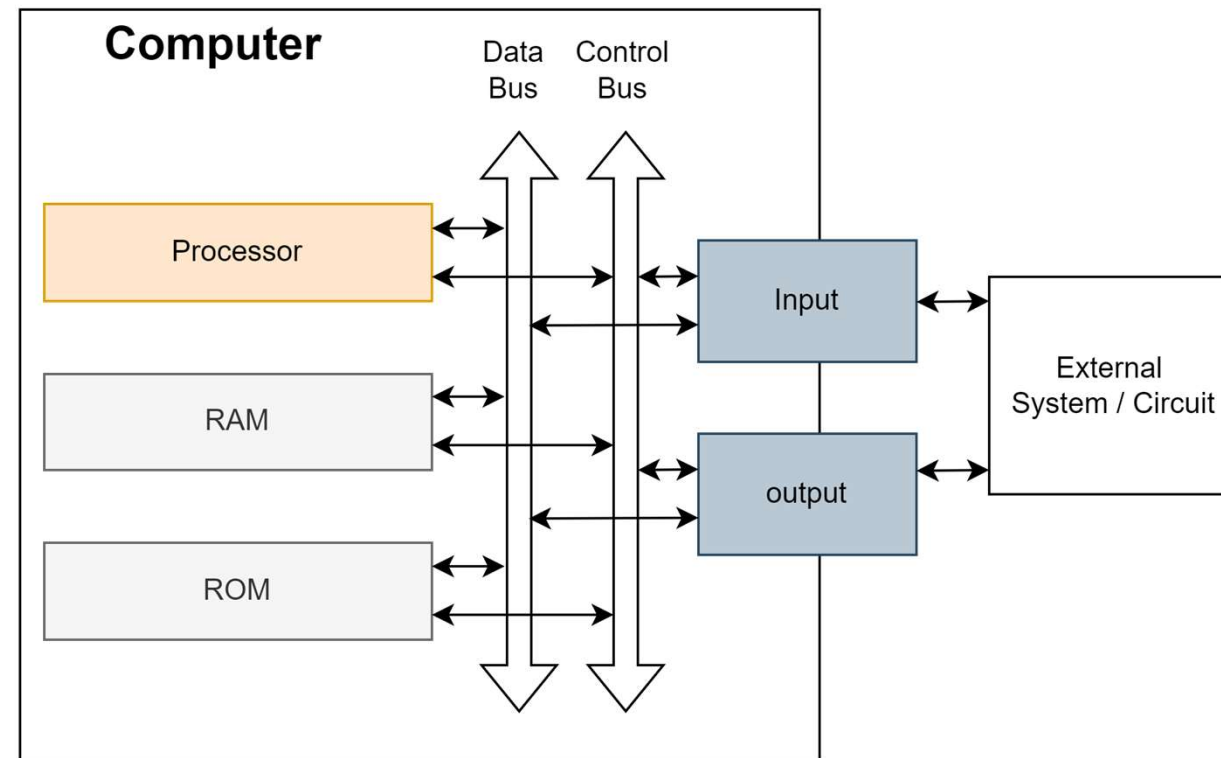 Computer
Data
Bus
Control
Bus
Processor
Input
External
System / Circuit
RAM
output
ROM